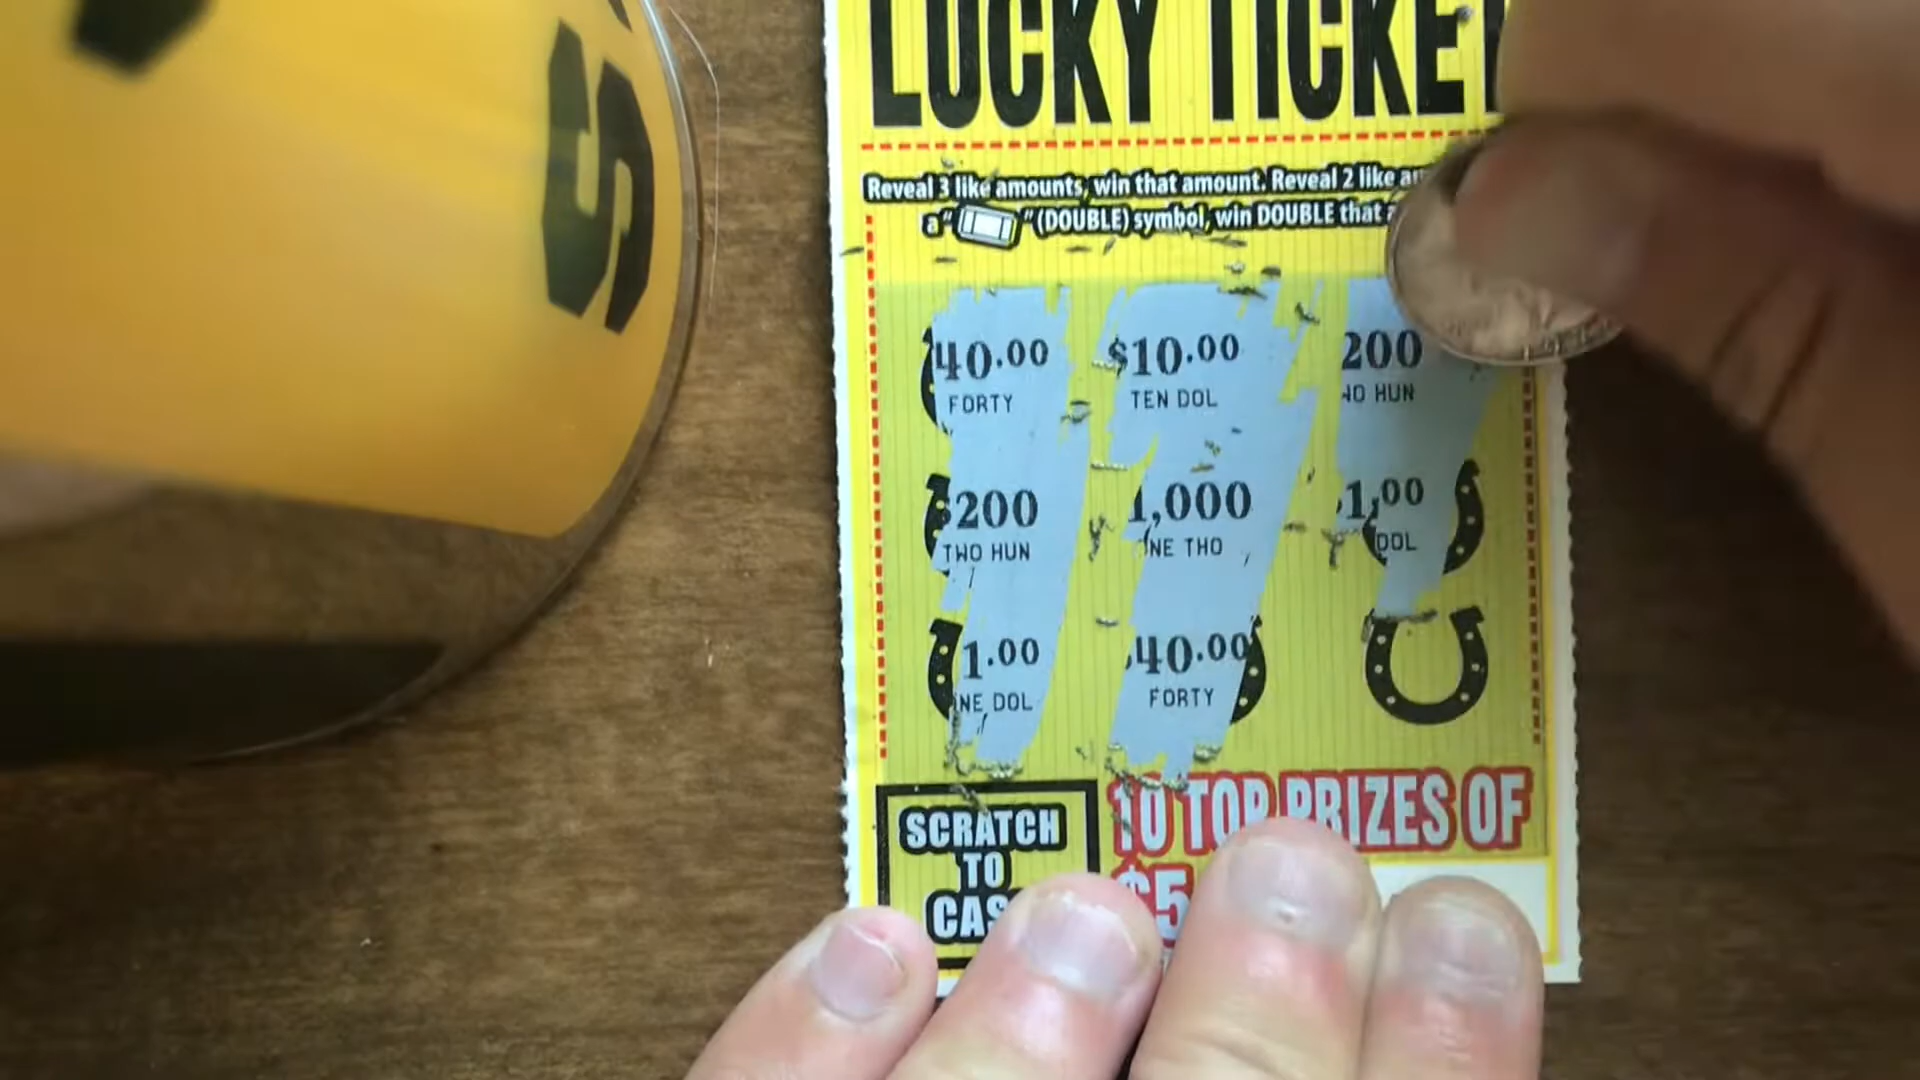 LUCKY TICKET
Reveal 3 like amounts, win that amount. Reveal 2 like
a " " (DOUBLE) symbol, win DOUBLE that
40.00 $10.00 200
FORTY TEN DOL HUN
$200 1,000 $1.00
TWO HUN NE THO DOL
1.00 40.00
NE DOL FORTY
SCRATCH
TO
10 TOP PRIZES OF
$5
S